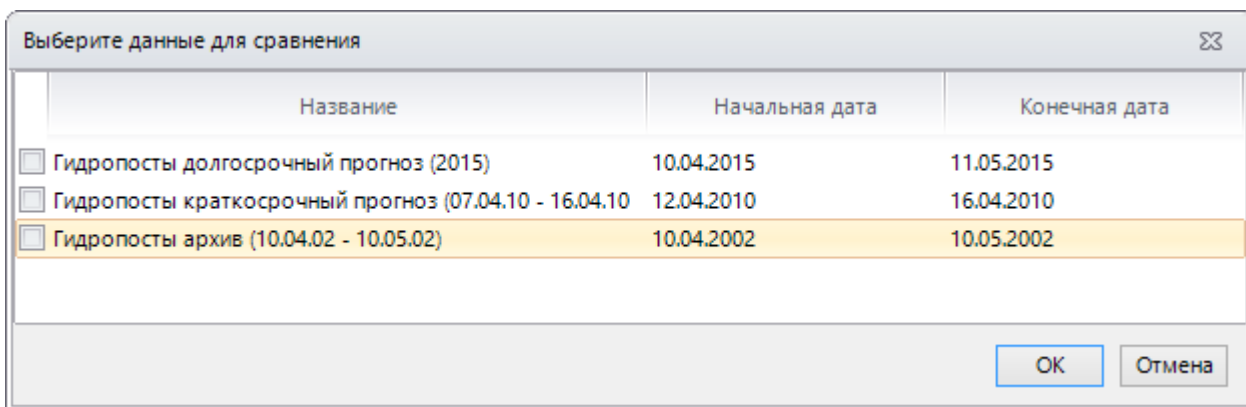 Выберите данные для сравнения
Название Начальная дата Конечная дата
Гидропосты долгосрочный прогноз (2015) 10.04.2015 11.05.2015
Гидропосты краткосрочный прогноз (07.04.10 - 16.04.10 12.04.2010 16.04.2010
Гидропосты архив (10.04.02 - 10.05.02) 10.04.2002 10.05.2002
OK Отмена